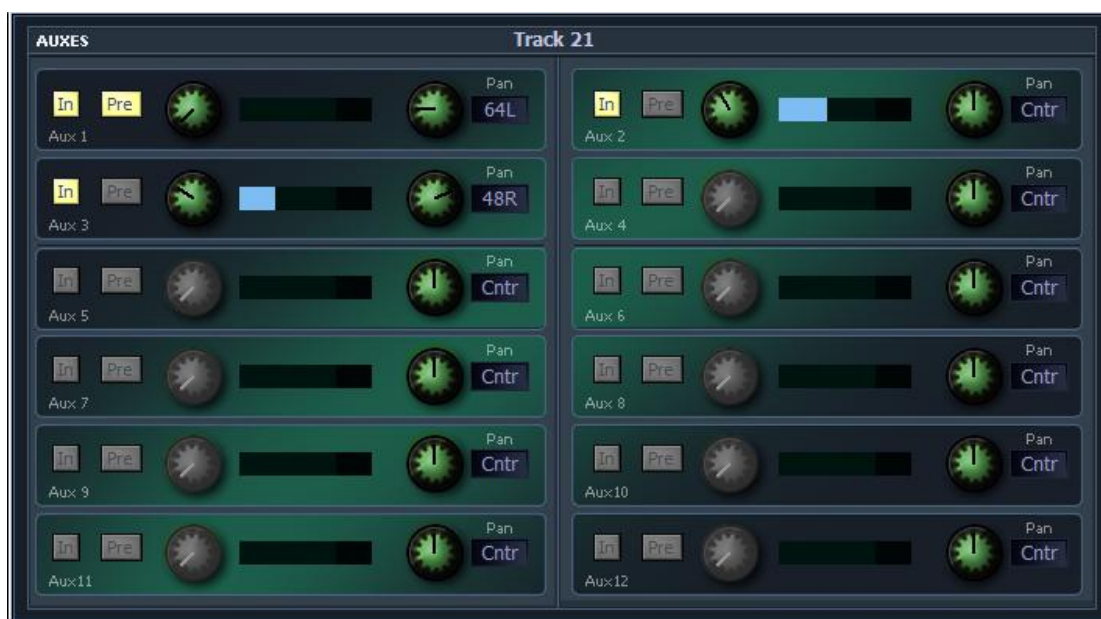 AUXES Track 21
In Pre Pan 64L
Aux 1
In Pre Pan Cntr
Aux 2
In Pre Pan 48R
Aux 3
In Pre Pan Cntr
Aux 4
In Pre Pan Cntr
Aux 5
In Pre Pan Cntr
Aux 6
In Pre Pan Cntr
Aux 7
In Pre Pan Cntr
Aux 8
In Pre Pan Cntr
Aux 9
In Pre Pan Cntr
Aux10
In Pre Pan Cntr
Aux11
In Pre Pan Cntr
Aux12